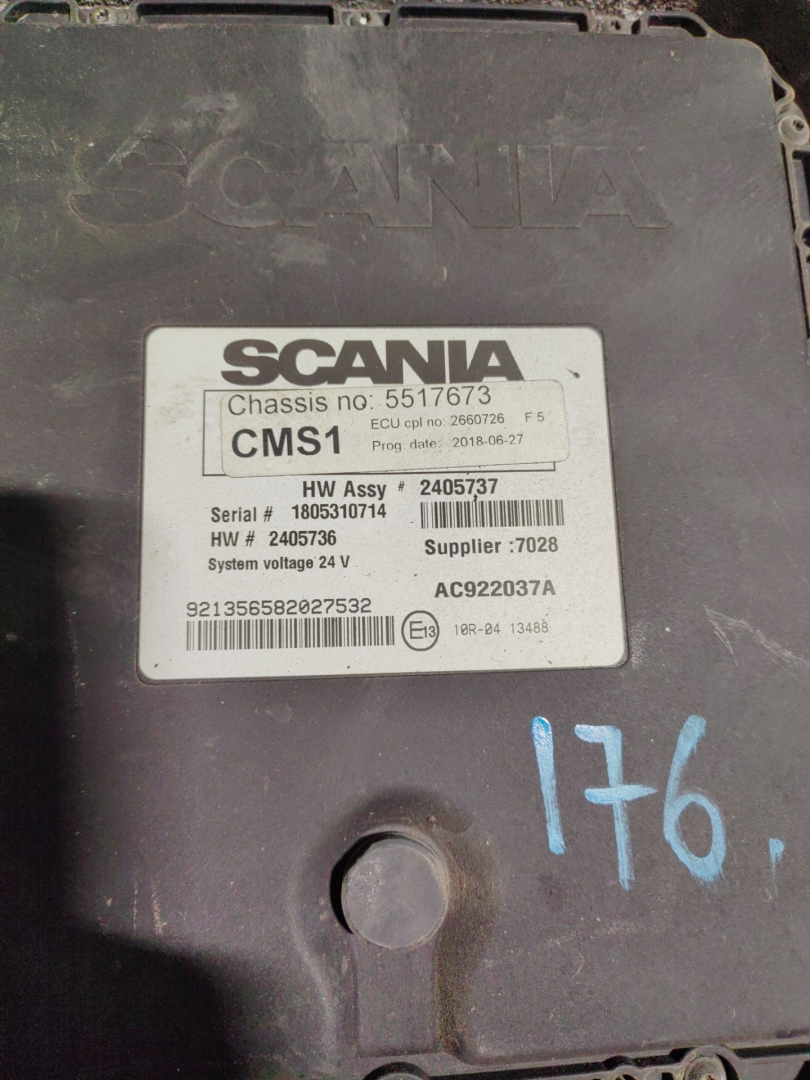 SCANIA
SCANIA
Chassis no: 5517673
ECU cpl no: 2660726 F 5
CMS1
Prog. date: 2018-06-27
HW Assy # 2405737
Serial # 1805310714
HW # 2405736
Supplier :7028
System voltage 24 V
AC922037A
921356582027532
E13 10R-04 13488
176.